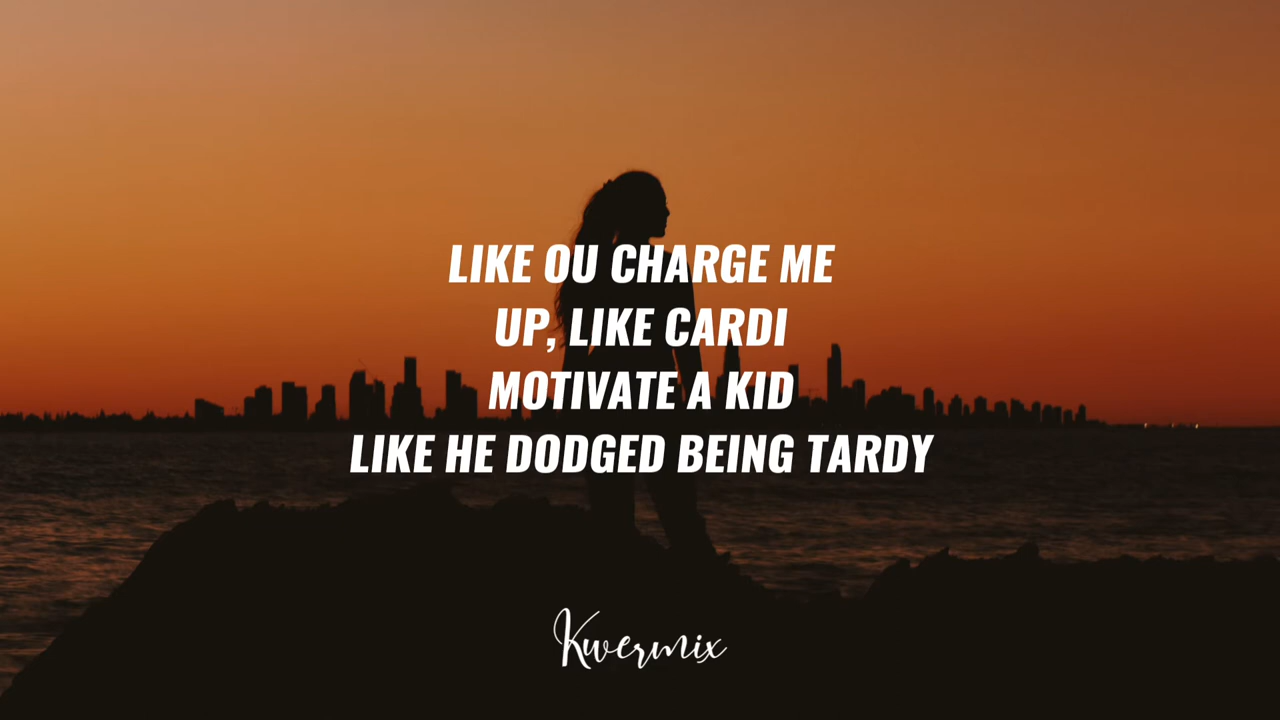 LIKE OU CHARGE ME
UP, LIKE CARDI
MOTIVATE A KID
LIKE HE DODGED BEING TARDY
Kwermix